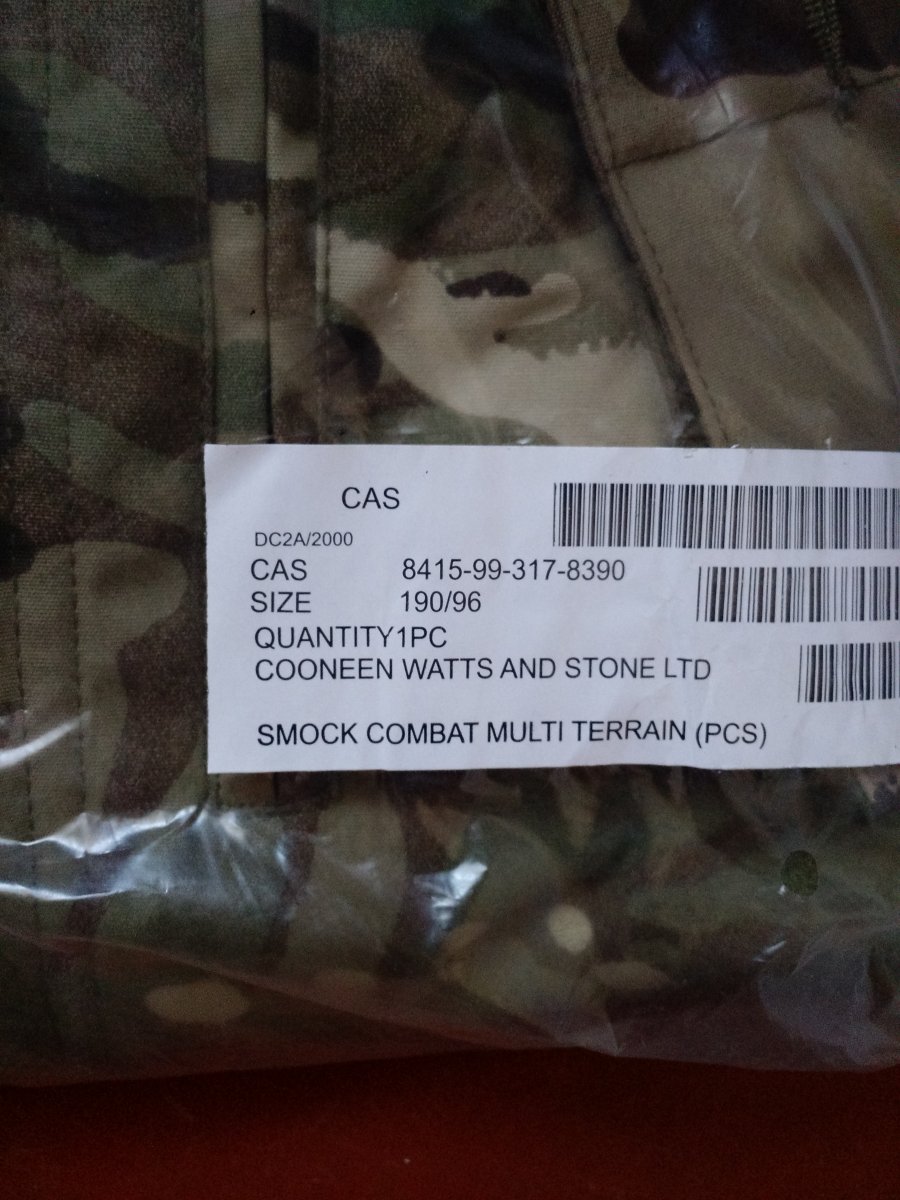 CAS
DC2A/2000
CAS 8415-99-317-8390
SIZE 190/96
QUANTITY1PC
COONEEN WATTS AND STONE LTD
SMOCK COMBAT MULTI TERRAIN (PCS)